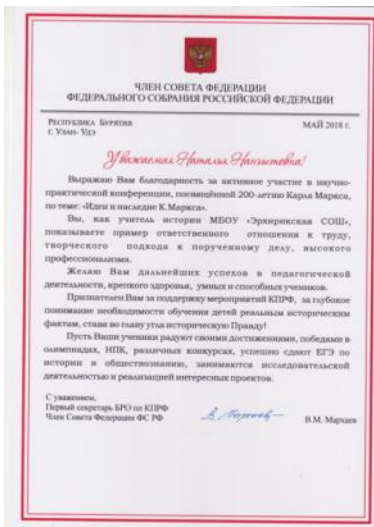 ЧЛЕН СОВЕТА ФЕДЕРАЦИИ
ФЕДЕРАЛЬНОГО СОБРАНИЯ РОССИЙСКОЙ ФЕДЕРАЦИИ
РЕСПУБЛИКА БУРЯТИЯ
МАЙ 2018 г.
г. УЛАН- УДЭ
Уважаемая Наталья Нанзытовна!
Выражаю Вам благодарность за активное участие в научно-
практической конференции, посвящённой 200-летию Карла Маркса,
по теме: «Идеи и наследие К.Маркса».
Вы, как учитель истории МБОУ «Эрхирикская СОШ»,
показываете пример ответственного отношения к труду,
творческого подхода к порученному делу, высокого
профессионализма.
Желаю Вам дальнейших успехов в педагогической
деятельности, крепкого здоровья, умных и способных учеников.
Признателен Вам за поддержку мероприятий КПРФ, за глубокое
понимание необходимости обучения детей реальным историческим
фактам, ставя во главу угла историческую Правду!
Пусть Ваши ученики радуют своими достижениями, победами в
олимпиадах, НПК, различных конкурсах, успешно сдают ЕГЭ по
истории и обществознанию, занимаются исследовательской
деятельностью и реализацией интересных проектов.
С уважением,
Первый секретарь БРО пп КПРФ
Член Совета Федерации ФС РФ
В.М. Мархаев